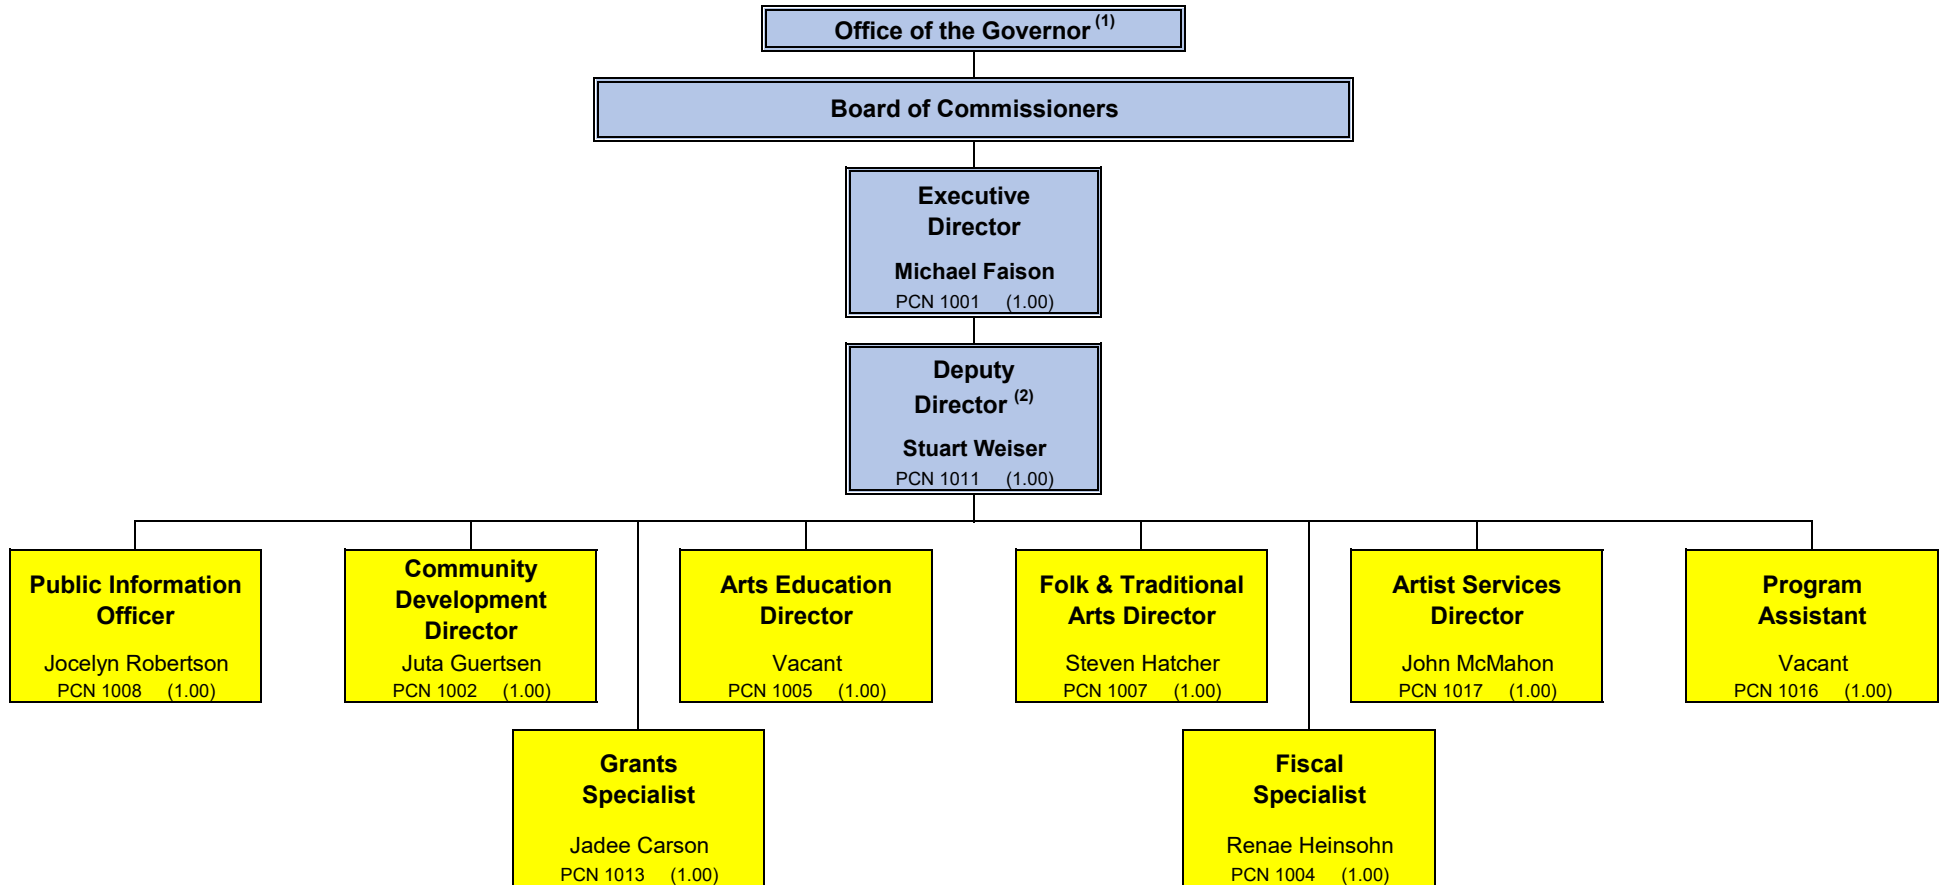 Office of the Governor (1)
Board of Commissioners
Executive
Director
Michael Faison
PCN 1001 (1.00)
Deputy
Director (2)
Stuart Weiser
PCN 1011 (1.00)
Public Information
Officer
Jocelyn Robertson
PCN 1008 (1.00)
Community
Development
Director
Juta Guertsen
PCN 1002 (1.00)
Arts Education
Director
Vacant
PCN 1005 (1.00)
Folk & Traditional
Arts Director
Steven Hatcher
PCN 1007 (1.00)
Artist Services
Director
John McMahon
PCN 1017 (1.00)
Program
Assistant
Vacant
PCN 1016 (1.00)
Grants
Specialist
Jadee Carson
PCN 1013 (1.00)
Fiscal
Specialist
Renae Heinsohn
PCN 1004 (1.00)